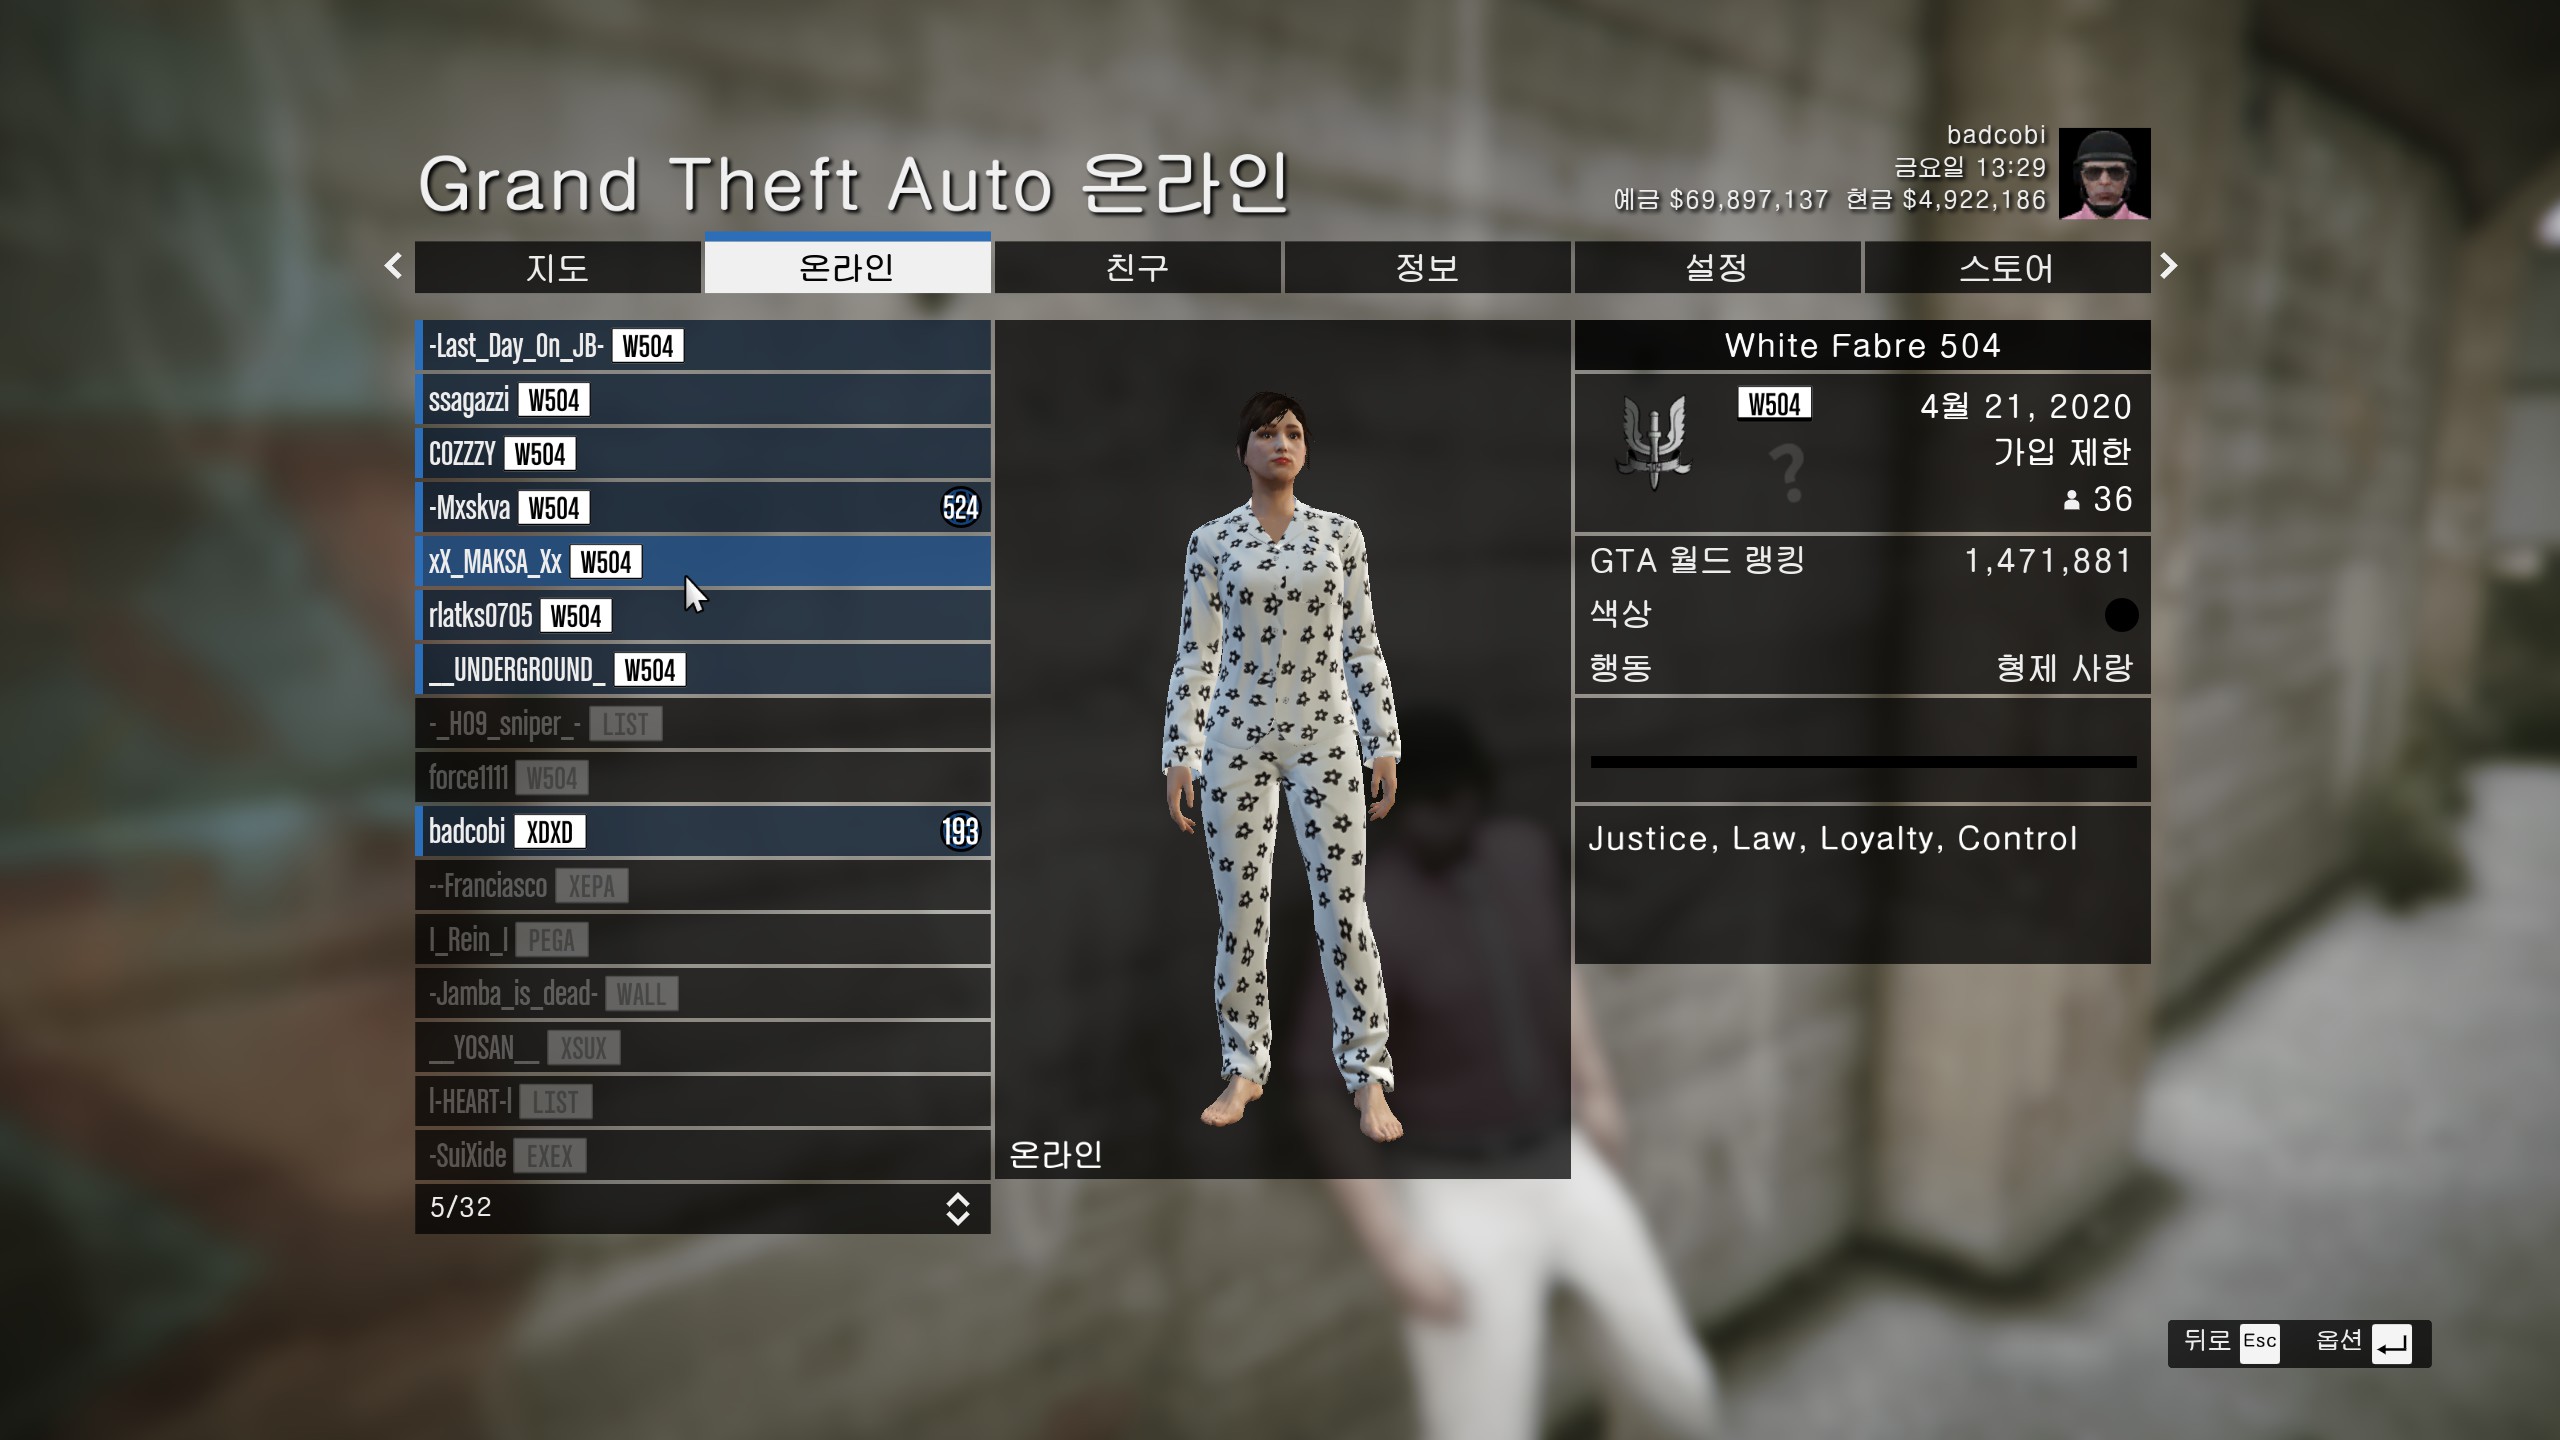 Grand Theft Auto 온라인
badcobi
금요일 13:29
예금 $69,897,137 현금 $4,922,186
지도 온라인 친구 정보 설정 스토어
-Last_Day_On_JB- W504
ssagazzi W504
COZZZY W504
-Mxskva W504 524
xX_MAKSA_Xx W504
rlatks0705 W504
__UNDERGROUND_ W504
-_H09_sniper_- LIST
force1111 W504
badcobi XDXD 193
--Franciasco XEPA
I_Rein_I PEGA
-Jamba_is_dead- WALL
__YOSAN__ XSUX
I-HEART-I LIST
-SuiXide EXEX
5/32
온라인
White Fabre 504
W504 4월 21, 2020
가입 제한
? 36
GTA 월드 랭킹 1,471,881
색상
행동 형제 사랑
Justice, Law, Loyalty, Control
뒤로 Esc 옵션